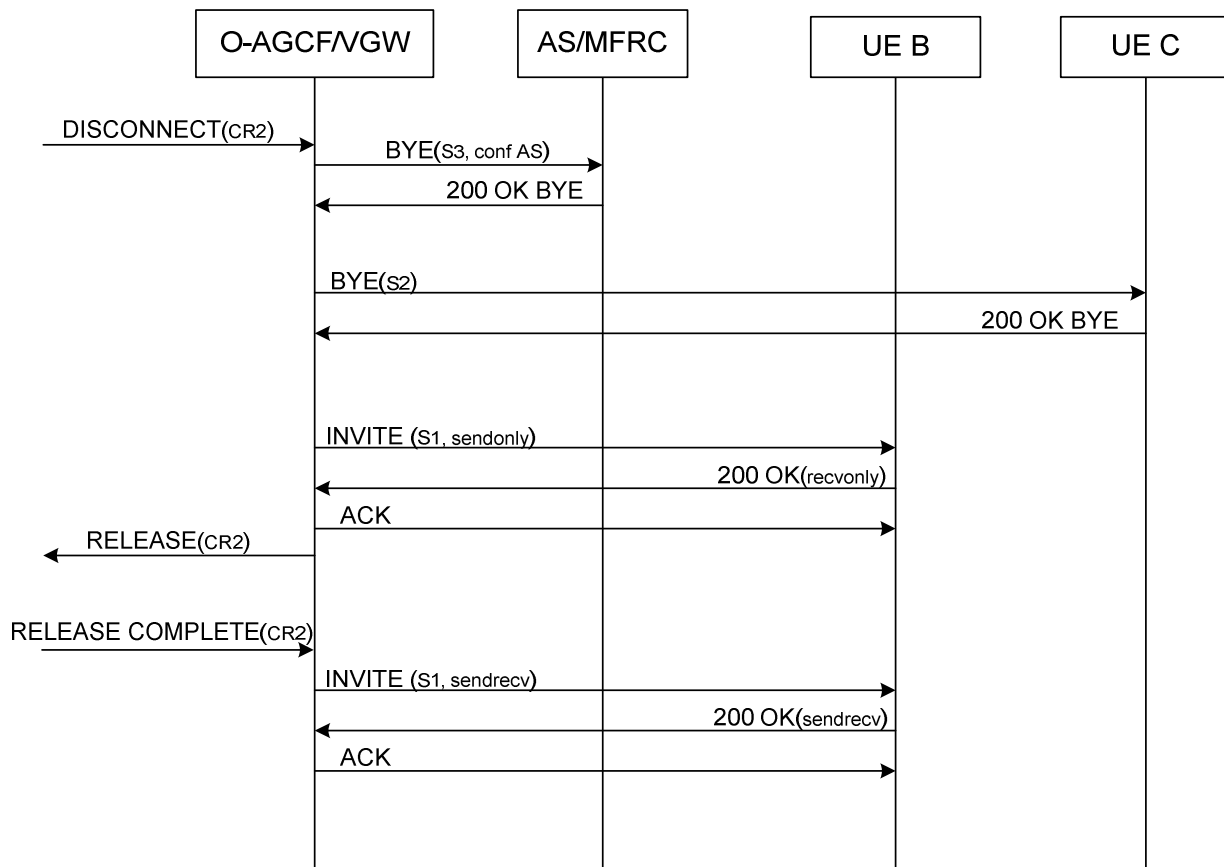 O-AGCF/VGW
AS/MFRC
UE B
UE C
DISCONNECT(CR2)
BYE(S3, conf AS)
200 OK BYE
BYE(S2)
200 OK BYE
INVITE (S1, sendonly)
200 OK(recvonly)
ACK
RELEASE(CR2)
RELEASE COMPLETE(CR2)
INVITE (S1, sendrecv)
200 OK(sendrecv)
ACK